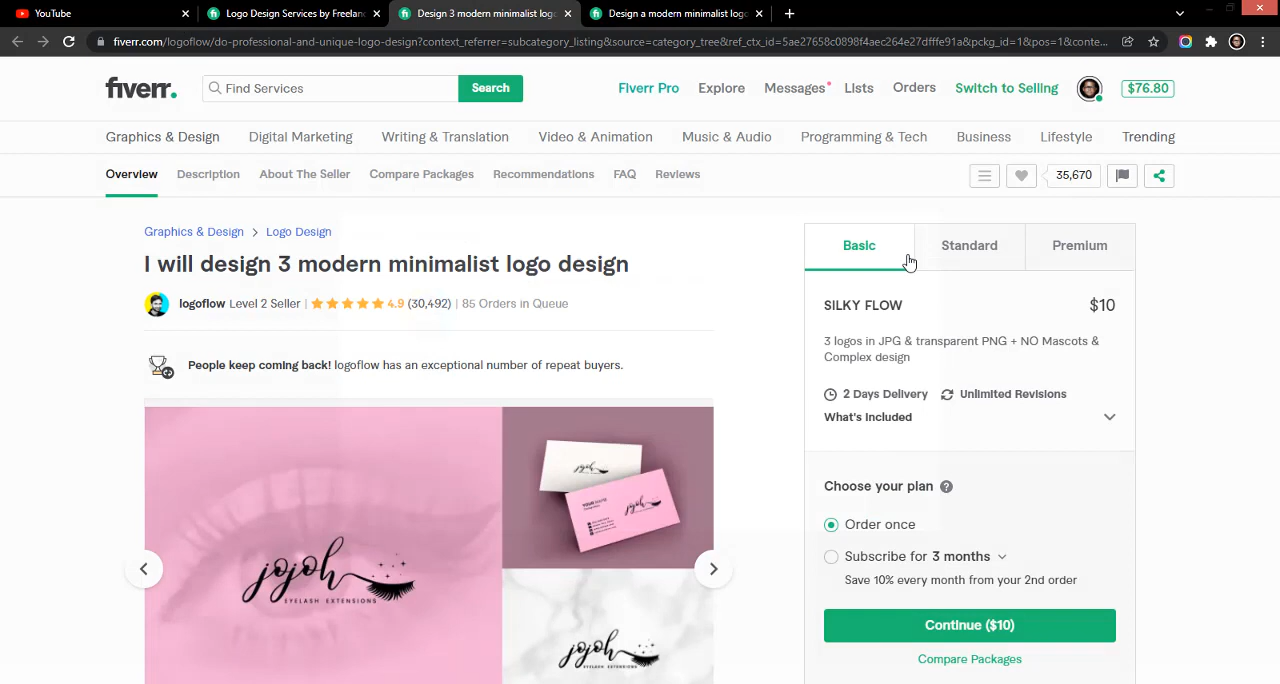 YouTube
Logo Design Services by Freelanc
Design 3 modern minimalist logo
Design a modern minimalist logo
fiverr.com/logoflow/do-professional-and-unique-logo-design?context_referrer=subcategory_listing&source=category_tree&ref_ctx_id=5ae27658c0898f4aec264e27dfffe91a&pckg_id=1&pos=1&conte...
fiverr.
Find Services
Search
Fiverr Pro
Explore
Messages
Lists
Orders
Switch to Selling
$76.80
Graphics & Design
Digital Marketing
Writing & Translation
Video & Animation
Music & Audio
Programming & Tech
Business
Lifestyle
Trending
Overview
Description
About The Seller
Compare Packages
Recommendations
FAQ
Reviews
35,670
Graphics & Design > Logo Design
I will design 3 modern minimalist logo design
logoflow Level 2 Seller | 4.9 (30,492) | 85 Orders in Queue
People keep coming back! logoflow has an exceptional number of repeat buyers.
jojoh
EYELASH EXTENSIONS
jojoh
YOUR NAME
jojoh
jojoh
EYELASH EXTENSIONS
Basic
Standard
Premium
SILKY FLOW
$10
3 logos in JPG & transparent PNG + NO Mascots &
Complex design
2 Days Delivery
Unlimited Revisions
What's Included
Choose your plan ?
Order once
Subscribe for 3 months
Save 10% every month from your 2nd order
Continue ($10)
Compare Packages